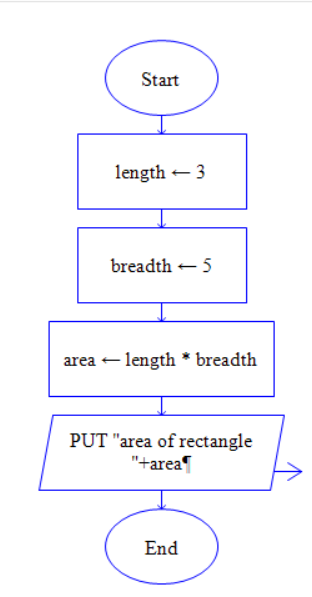 Start
length ← 3
breadth ← 5
area ← length * breadth
PUT "area of rectangle
"+area¶
End